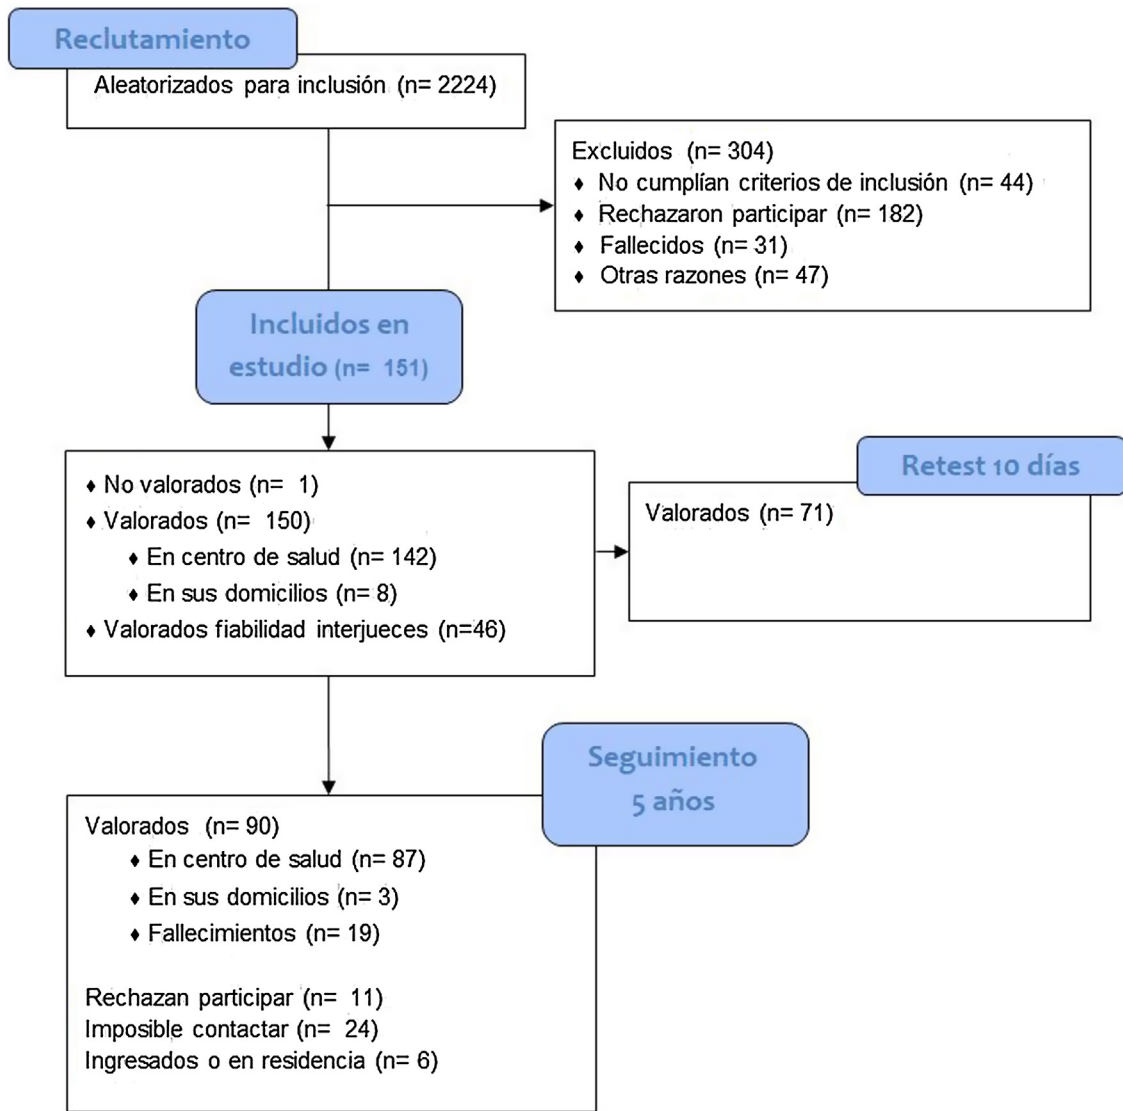 Reclutamiento
Aleatorizados para inclusión (n= 2224)
Excluidos (n= 304)
♦ No cumplían criterios de inclusión (n= 44)
♦ Rechazaron participar (n= 182)
♦ Fallecidos (n= 31)
♦ Otras razones (n= 47)
Incluidos en
estudio (n= 151)
♦ No valorados (n= 1)
♦ Valorados (n= 150)
♦ En centro de salud (n= 142)
♦ En sus domicilios (n= 8)
♦ Valorados fiabilidad interjueces (n=46)
Retest 10 días
Valorados (n= 71)
Seguimiento
5 años
Valorados (n= 90)
♦ En centro de salud (n= 87)
♦ En sus domicilios (n= 3)
♦ Fallecimientos (n= 19)
Rechazan participar (n= 11)
Imposible contactar (n= 24)
Ingresados o en residencia (n= 6)